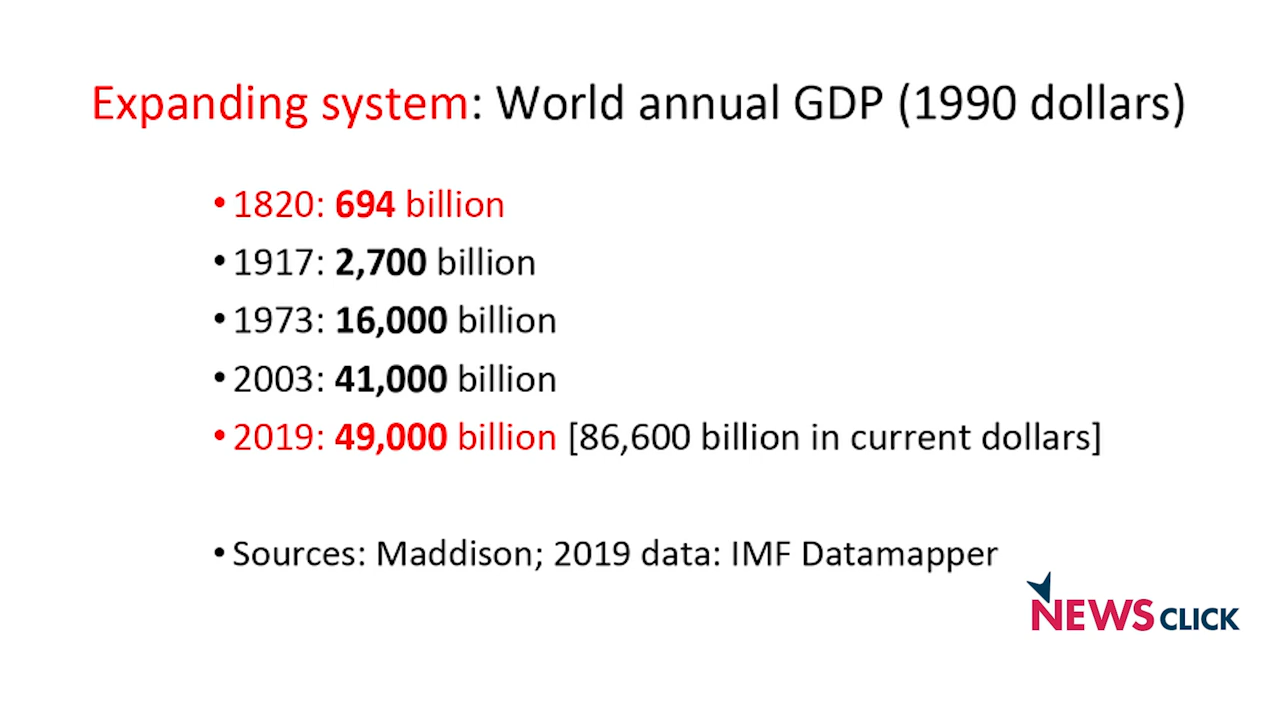 Expanding system: World annual GDP (1990 dollars)
• 1820: 694 billion
• 1917: 2,700 billion
• 1973: 16,000 billion
• 2003: 41,000 billion
• 2019: 49,000 billion [86,600 billion in current dollars]
• Sources: Maddison; 2019 data: IMF Datamapper
NEWSCLICK